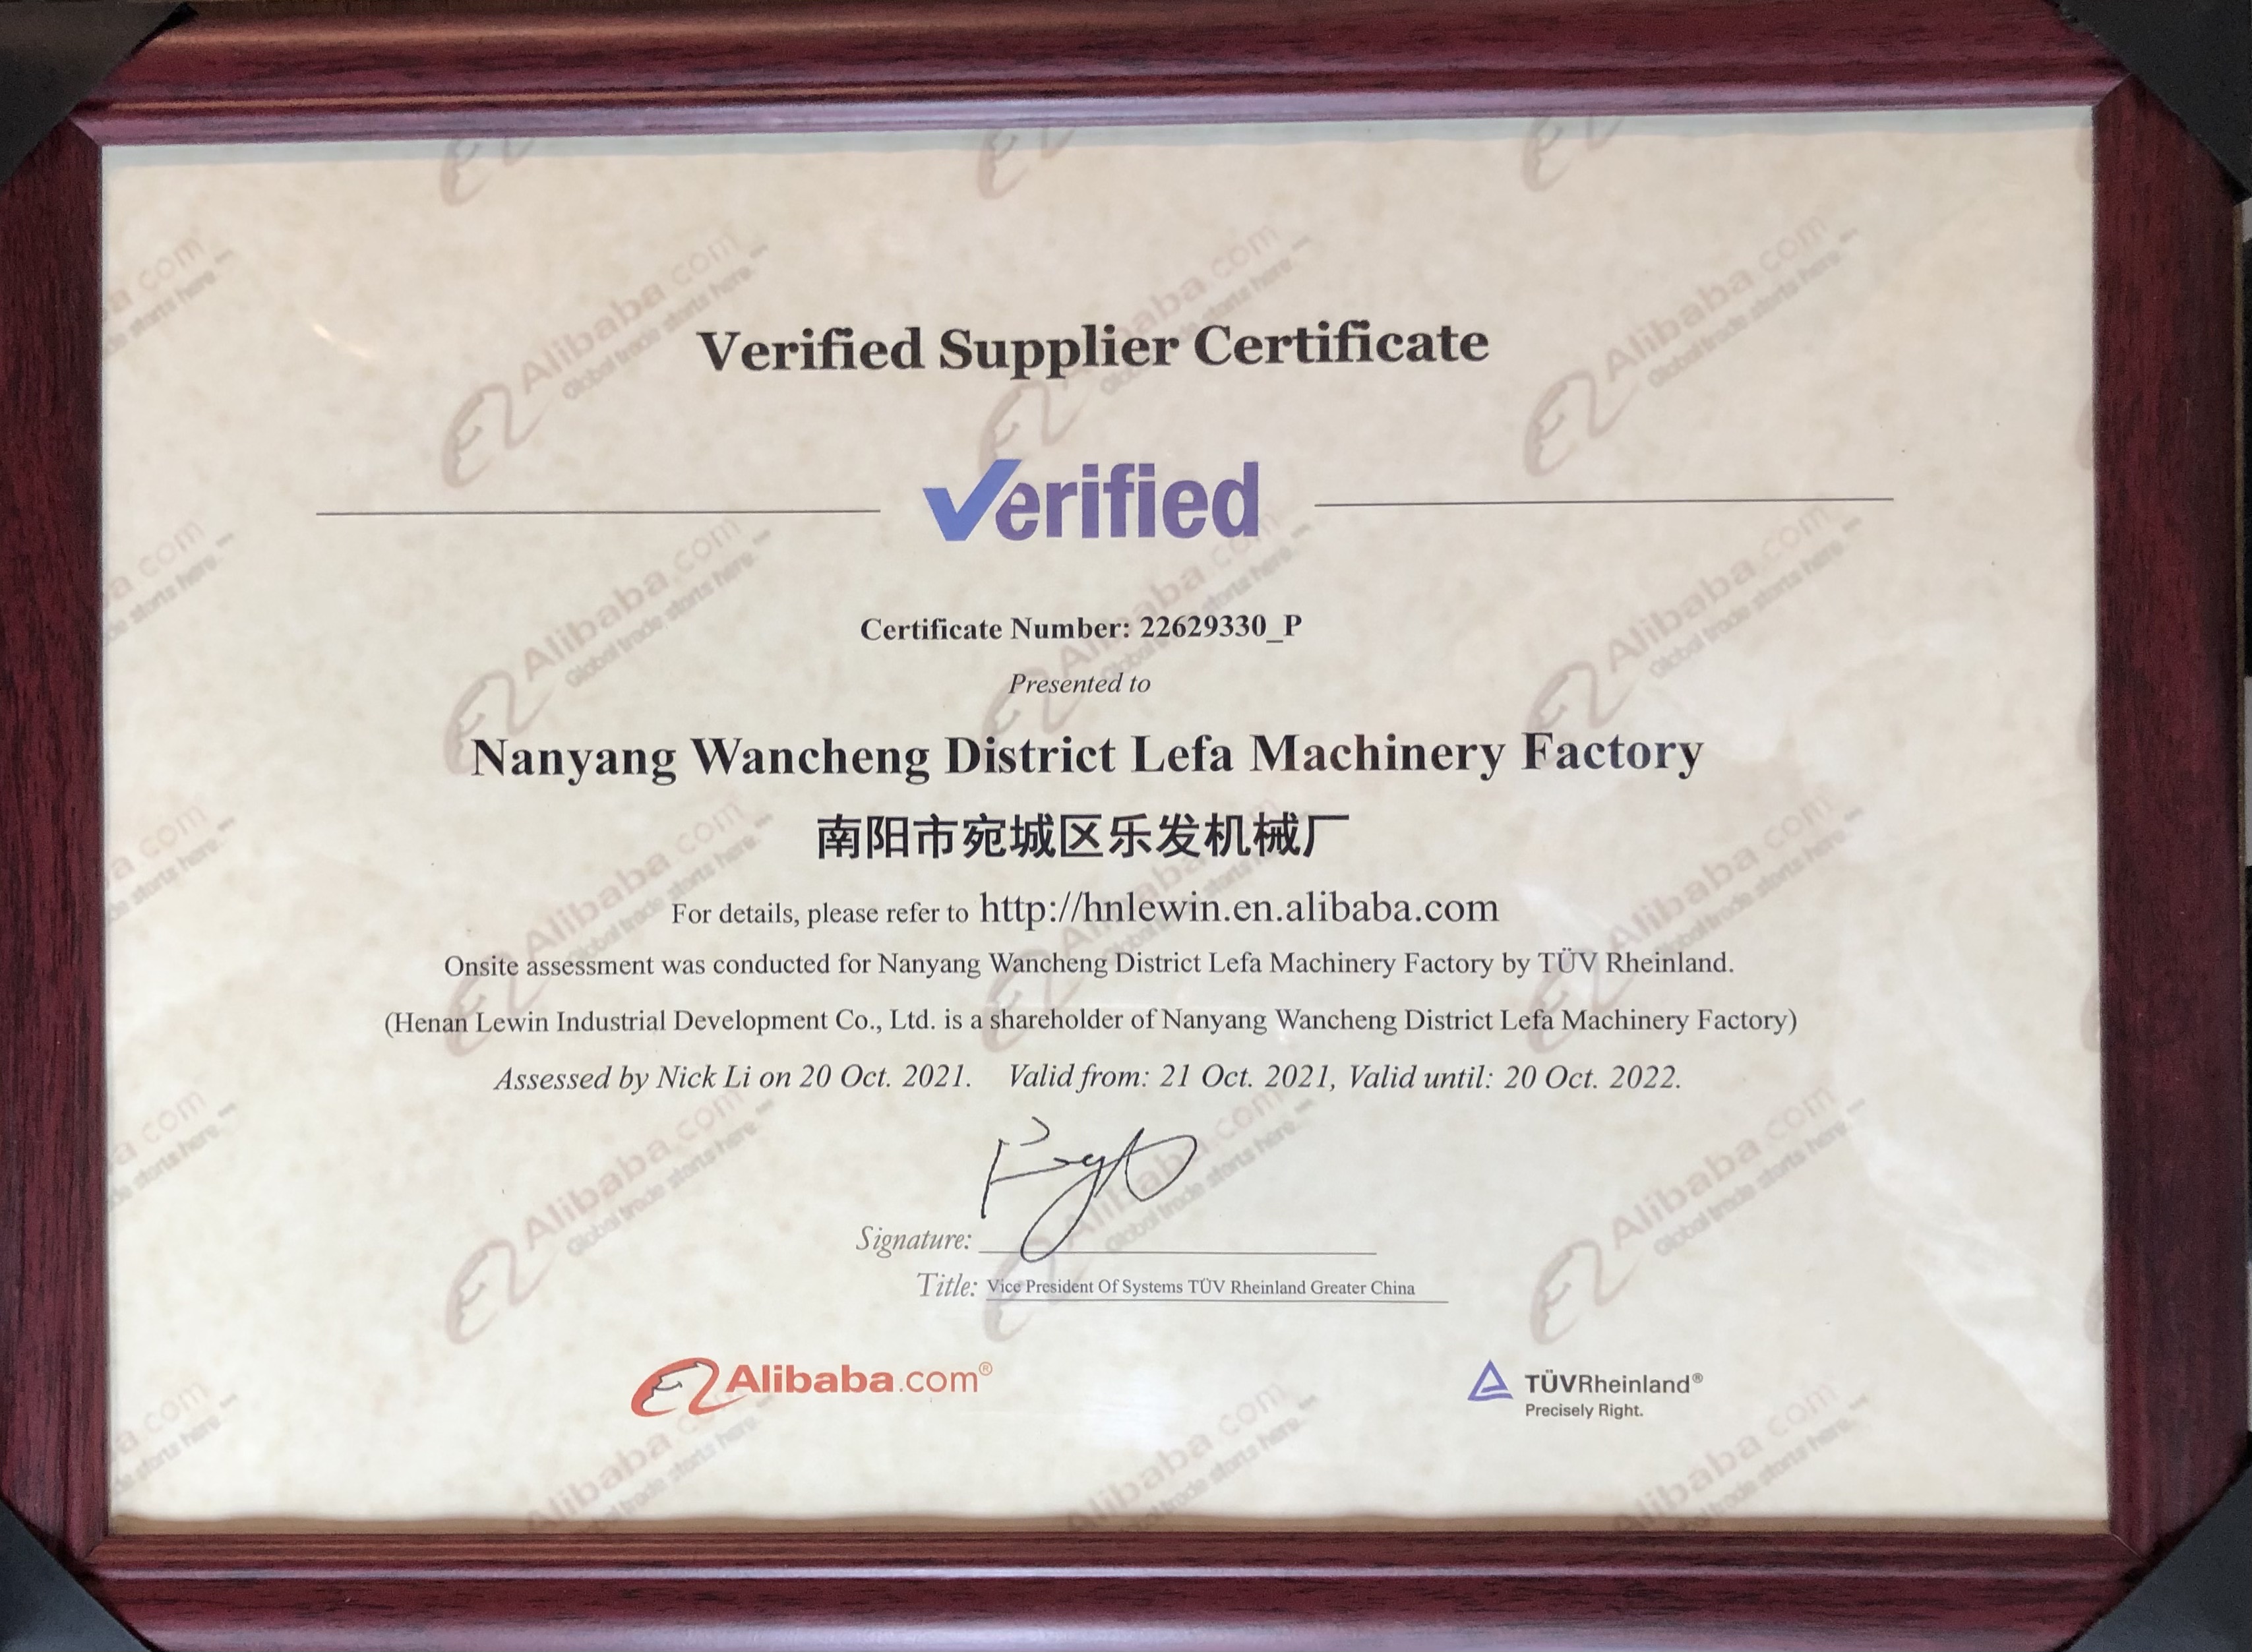 Verified Supplier Certificate
Verified
Certificate Number: 22629330_P
Presented to
Nanyang Wancheng District Lefa Machinery Factory
南阳市宛城区乐发机械厂
For details, please refer to http://hnlewin.en.alibaba.com
Onsite assessment was conducted for Nanyang Wancheng District Lefa Machinery Factory by TÜV Rheinland.
(Henan Lewin Industrial Development Co., Ltd. is a shareholder of Nanyang Wancheng District Lefa Machinery Factory)
Assessed by Nick Li on 20 Oct. 2021. Valid from: 21 Oct. 2021, Valid until: 20 Oct. 2022.
Signature:
Title: Vice President Of Systems TÜV Rheinland Greater China
Alibaba.com®
TÜVRheinland®
Precisely Right.